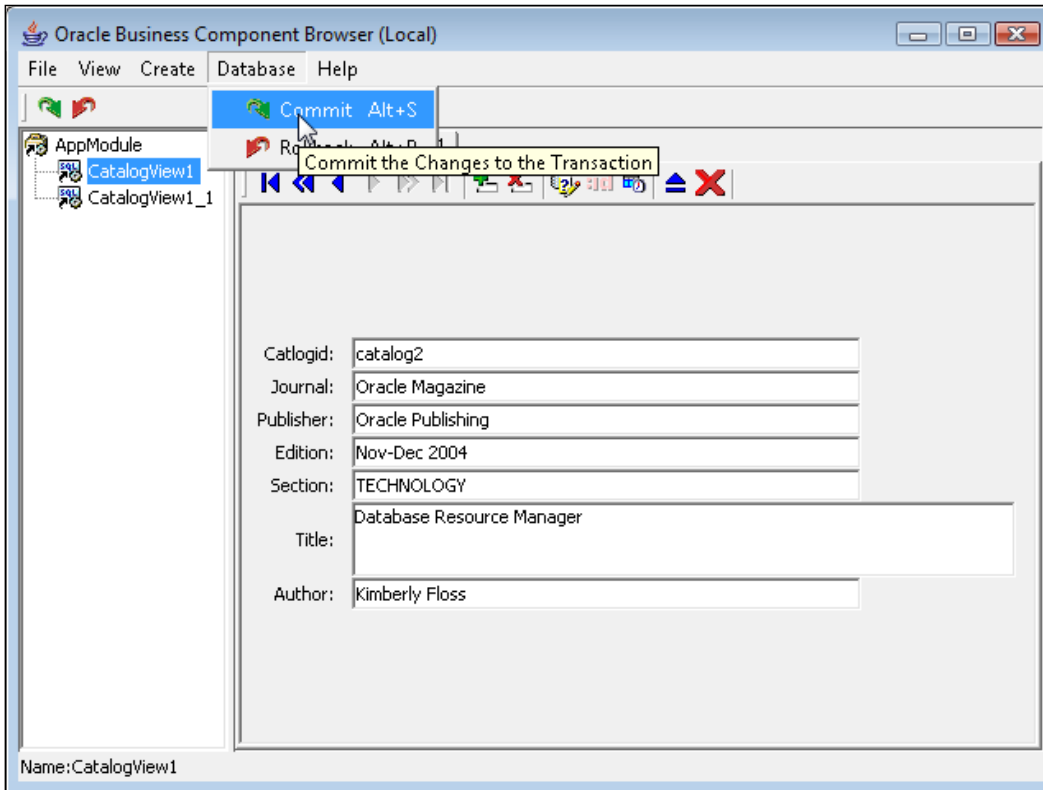 Oracle Business Component Browser (Local)
File View Create Database Help
Commit Alt+S
Commit the Changes to the Transaction
AppModule
CatalogView1
CatalogView1_1
Catlogid: catalog2
Journal: Oracle Magazine
Publisher: Oracle Publishing
Edition: Nov-Dec 2004
Section: TECHNOLOGY
Title: Database Resource Manager
Author: Kimberly Floss
Name:CatalogView1